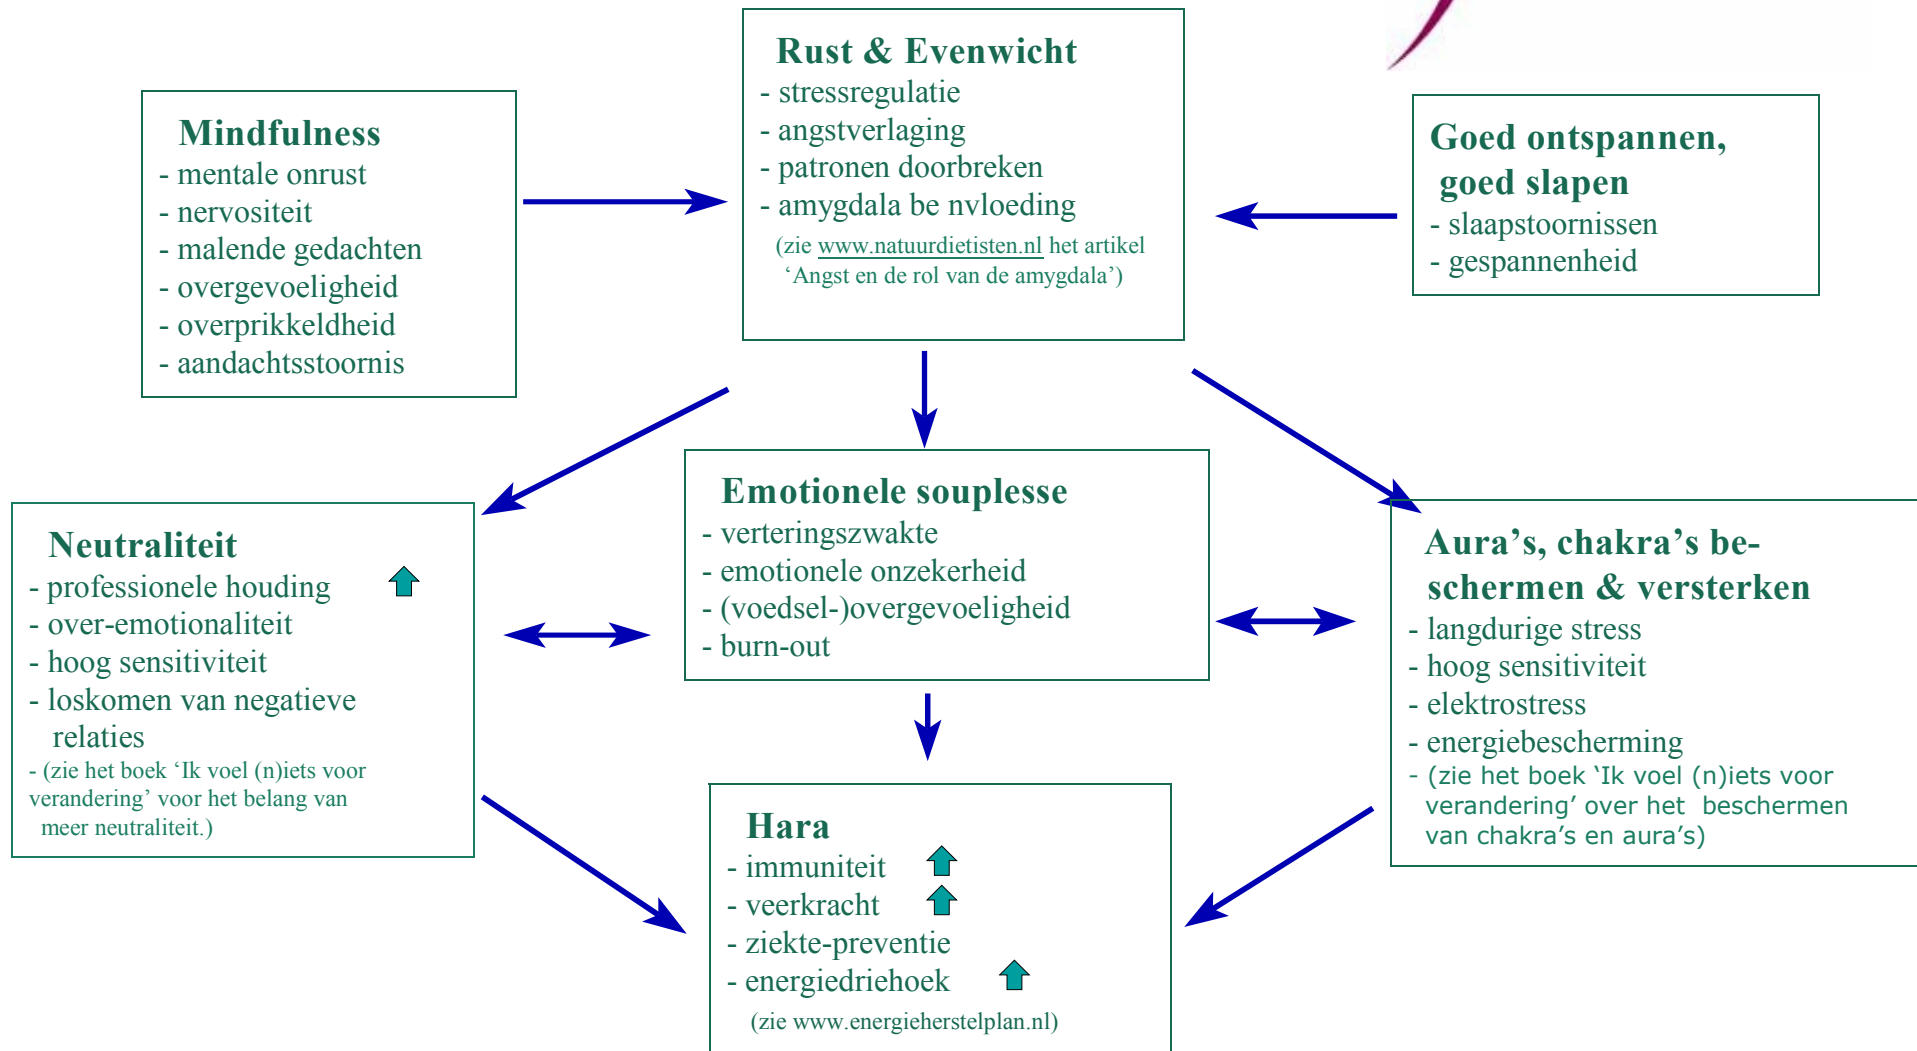 Rust & Evenwicht
- stressregulatie
- angstverlaging
- patronen doorbreken
- amygdala be nvloeding
(zie www.natuurdietisten.nl het artikel
‘Angst en de rol van de amygdala’)
Mindfulness
- mentale onrust
- nervositeit
- malende gedachten
- overgevoeligheid
- overprikkeldheid
- aandachtsstoornis
Goed ontspannen,
goed slapen
- slaapstoornissen
- gespannenheid
Neutraliteit
- professionele houding
- over-emotionaliteit
- hoog sensitiviteit
- loskomen van negatieve
relaties
- (zie het boek ‘Ik voel (n)iets voor
verandering’ voor het belang van
meer neutraliteit.)
Emotionele souplesse
- verteringszwakte
- emotionele onzekerheid
- (voedsel-)overgevoeligheid
- burn-out
Aura’s, chakra’s be-
schermen & versterken
- langdurige stress
- hoog sensitiviteit
- elektrostress
- energiebescherming
- (zie het boek ‘Ik voel (n)iets voor
verandering’ over het beschermen
van chakra’s en aura’s)
Hara
- immuniteit
- veerkracht
- ziekte-preventie
- energiedriehoek
(zie www.energieherstelplan.nl)